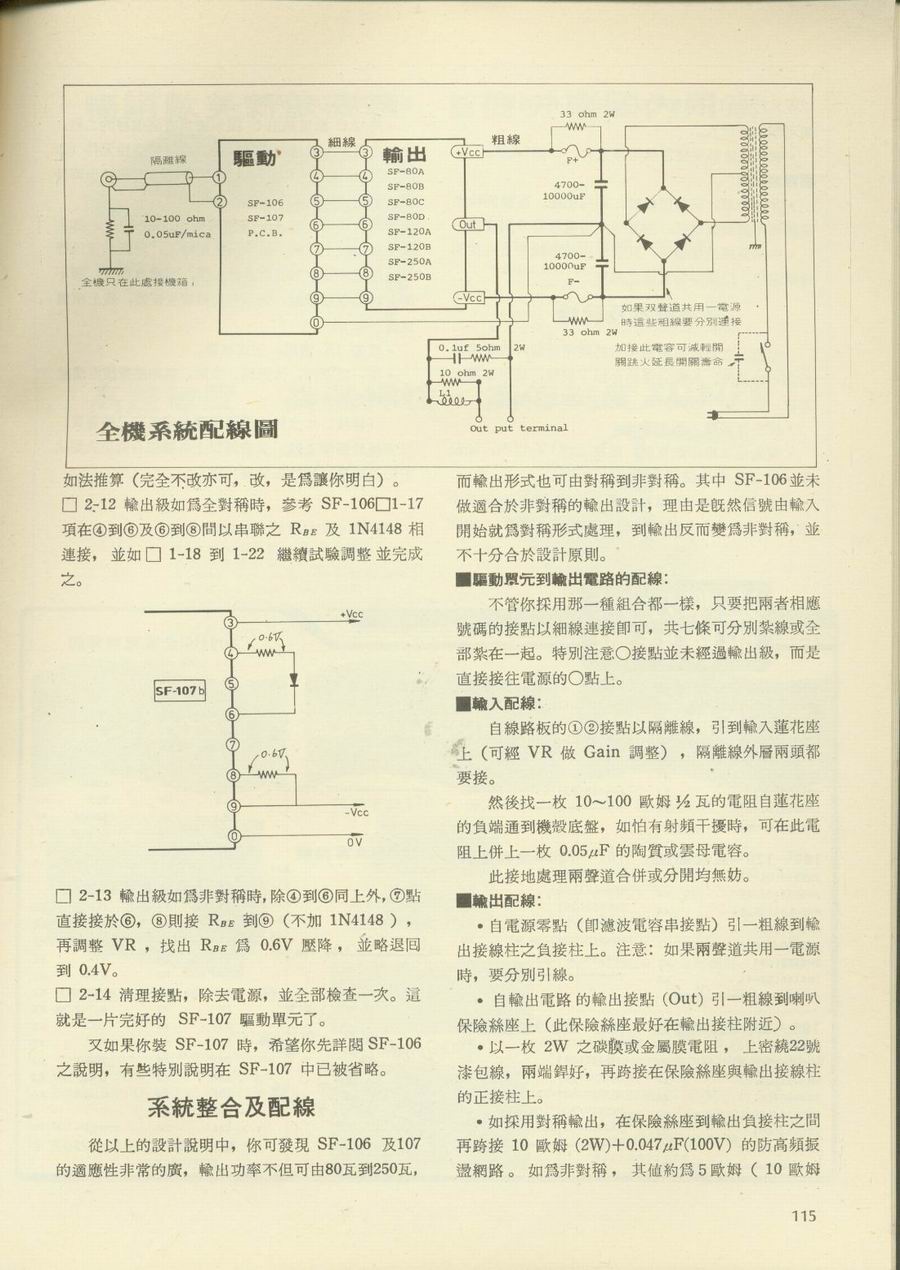 33 ohm 2W
細線
粗線
隔離線
驅動
輸出
+Vcc
F+
SF-80A
SF-80B
SF-80C
SF-80D
SF-120A
SF-120B
SF-250A
SF-250B
SF-106
SF-107
P.C.B.
①
②
③ ③
④ ④
⑤ ⑤
⑥ ⑥
⑦ ⑦
⑧ ⑧
⑨ ⑨
⓪
4700-
10000uF
Out
10-100 ohm
0.05uF/mica
4700-
10000uF
全機只在此處接機箱,
F-
-Vcc
如果双聲道共用一電源
時這些粗線要分別連接
33 ohm 2W
0.1uf 5ohm 2W
加接此電容可減輕開
關跳火延長開關壽命
10 ohm 2W
L1
全機系統配線圖
Out put terminal
如法推算(完全不改亦可,改,是爲讓你明白)。
□ 2-12 輸出級如爲全對稱時,參考 SF-106□1-17
項在④到⑥及⑥到⑧間以串聯之 RBE 及 1N4148 相
連接,並如□ 1-18 到 1-22 繼續試驗調整並完成
之。
③
+Vcc
0.6V
④
⑤
SF-107b
⑥
⑦
0.6V
⑧
⑨
-Vcc
⓪
0V
□ 2-13 輸出級如爲非對稱時,除④到⑥同上外,⑦點
直接接於⑥,⑧則接 RBE 到⑨(不加 1N4148 ),
再調整 VR ,找出 RBE 爲 0.6V 壓降,並略退回
到 0.4V。
□ 2-14 清理接點,除去電源,並全部檢查一次。這
就是一片完好的 SF-107 驅動單元了。
又如果你裝 SF-107 時,希望你先詳閱 SF-106
之說明,有些特別說明在 SF-107 中已被省略。
系統整合及配線
從以上的設計說明中,你可發現 SF-106 及107
的適應性非常的廣,輸出功率不但可由80瓦到250瓦,
而輸出形式也可由對稱到非對稱。其中 SF-106並未
做適合於非對稱的輸出設計,理由是既然信號由輸入
開始就爲對稱形式處理,到輸出反而變爲非對稱,並
不十分合於設計原則。
■驅動單元到輸出電路的配線:
不管你採用那一種組合都一樣,只要把兩者相應
號碼的接點以細線連接卽可,共七條可分別紮線或全
部紮在一起。特別注意〇接點並未經過輸出級,而是
直接接往電源的〇點上。
■輸入配線:
自線路板的①②接點以隔離線,引到輸入蓮花座
上(可經 VR 做 Gain 調整),隔離線外層兩頭都
要接。
然後找一枚 10~100 歐姆 ½ 瓦的電阻自蓮花座
的負端通到機殼底盤,如怕有射頻干擾時,可在此電
阻上併上一枚 0.05μF 的陶質或雲母電容。
此接地處理兩聲道合併或分開均無妨。
■輸出配線:
•自電源零點(卽濾波電容串接點)引一粗線到輸
出接線柱之負接柱上。注意:如果兩聲道共用一電源
時,要分別引線。
• 自輸出電路的輸出接點(Out)引一粗線到喇叭
保險絲座上(此保險絲座最好在輸出接柱附近)。
•以一枚 2W 之碳膜或金屬膜電阻,上密繞22號
漆包線,兩端銲好,再跨接在保險絲座與輸出接線柱
的正接柱上。
•如採用對稱輸出,在保險絲座到輸出負接柱之間
再跨接 10 歐姆 (2W)+0.047μF(100V) 的防高頻振
盪網路。如爲非對稱,其値約爲5歐姆(10 歐姆
115